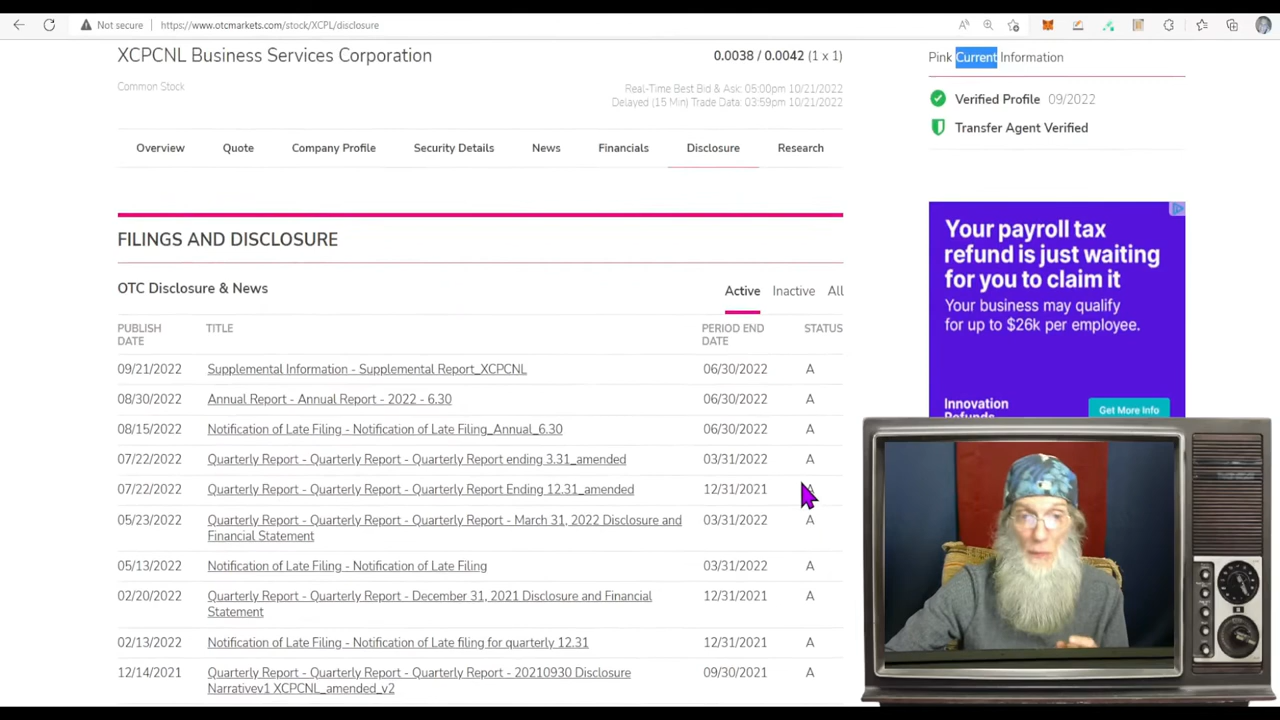 Not secure
https://www.otcmarkets.com/stock/XCPL/disclosure
XCPCNL Business Services Corporation
0.0038 / 0.0042 (1 x 1)
Common Stock
Real-Time Best Bid & Ask: 05:00pm 10/21/2022
Delayed (15 Min) Trade Data: 03:59pm 10/21/2022
Pink Current Information
Verified Profile 09/2022
Transfer Agent Verified
Overview Quote Company Profile Security Details News Financials Disclosure Research
FILINGS AND DISCLOSURE
OTC Disclosure & News
Active Inactive All
PUBLISH DATE TITLE PERIOD END DATE STATUS
09/21/2022 Supplemental Information - Supplemental Report_XCPCNL 06/30/2022 A
08/30/2022 Annual Report - Annual Report - 2022 - 6.30 06/30/2022 A
08/15/2022 Notification of Late Filing - Notification of Late Filing_Annual_6.30 06/30/2022 A
07/22/2022 Quarterly Report - Quarterly Report - Quarterly Report ending 3.31_amended 03/31/2022 A
07/22/2022 Quarterly Report - Quarterly Report - Quarterly Report Ending 12.31_amended 12/31/2021 A
05/23/2022 Quarterly Report - Quarterly Report - Quarterly Report - March 31, 2022 Disclosure and 03/31/2022 A
Financial Statement
05/13/2022 Notification of Late Filing - Notification of Late Filing 03/31/2022 A
02/20/2022 Quarterly Report - Quarterly Report - December 31, 2021 Disclosure and Financial 12/31/2021 A
Statement
02/13/2022 Notification of Late Filing - Notification of Late filing for quarterly 12.31 12/31/2021 A
12/14/2021 Quarterly Report - Quarterly Report - Quarterly Report - 20210930 Disclosure 09/30/2021 A
Narrativev1 XCPCNL_amended_v2
Your payroll tax
refund is just waiting
for you to claim it
Your business may qualify
for up to $26k per employee.
Innovation
Refunds
Get More Info